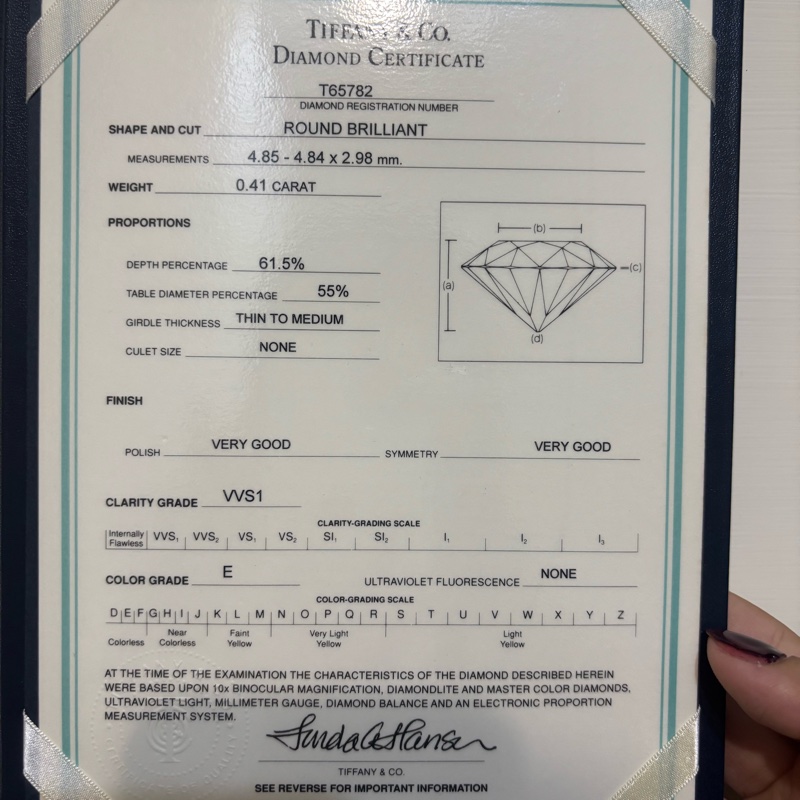 TIFFANY & CO.
DIAMOND CERTIFICATE
T65782
DIAMOND REGISTRATION NUMBER
SHAPE AND CUT ROUND BRILLIANT
MEASUREMENTS 4.85 - 4.84 x 2.98 mm.
WEIGHT 0.41 CARAT
PROPORTIONS
DEPTH PERCENTAGE 61.5%
TABLE DIAMETER PERCENTAGE 55%
GIRDLE THICKNESS THIN TO MEDIUM
CULET SIZE NONE
(b)
(c)
(a)
(d)
FINISH
POLISH VERY GOOD SYMMETRY VERY GOOD
CLARITY GRADE VVS1
CLARITY-GRADING SCALE
Internally Flawless VVS₁ VVS₂ VS₁ VS₂ SI₁ SI₂ I₁ I₂ I₃
COLOR GRADE E ULTRAVIOLET FLUORESCENCE NONE
COLOR-GRADING SCALE
D E F G H I J K L M N O P Q R S T U V W X Y Z
Colorless Near Colorless Faint Yellow Very Light Yellow Light Yellow
AT THE TIME OF THE EXAMINATION THE CHARACTERISTICS OF THE DIAMOND DESCRIBED HEREIN
WERE BASED UPON 10x BINOCULAR MAGNIFICATION, DIAMONDLITE AND MASTER COLOR DIAMONDS,
ULTRAVIOLET LIGHT, MILLIMETER GAUGE, DIAMOND BALANCE AND AN ELECTRONIC PROPORTION
MEASUREMENT SYSTEM.
TIFFANY & CO.
SEE REVERSE FOR IMPORTANT INFORMATION